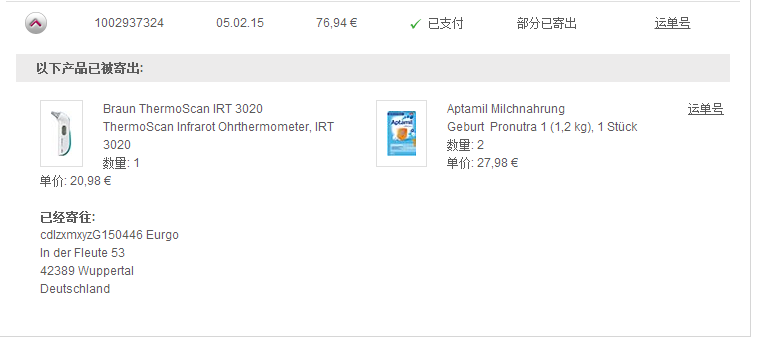 1002937324 05.02.15 76,94 € 已支付 部分已寄出 运单号
以下产品已被寄出:
Braun ThermoScan IRT 3020
ThermoScan Infrarot Ohrthermometer, IRT
3020
数量: 1
单价: 20,98 €
Aptamil
Aptamil Milchnahrung
Geburt Pronutra 1 (1,2 kg), 1 Stück
数量: 2
单价: 27,98 €
运单号
已经寄往:
cdlzxmxyzG150446 Eurgo
In der Fleute 53
42389 Wuppertal
Deutschland